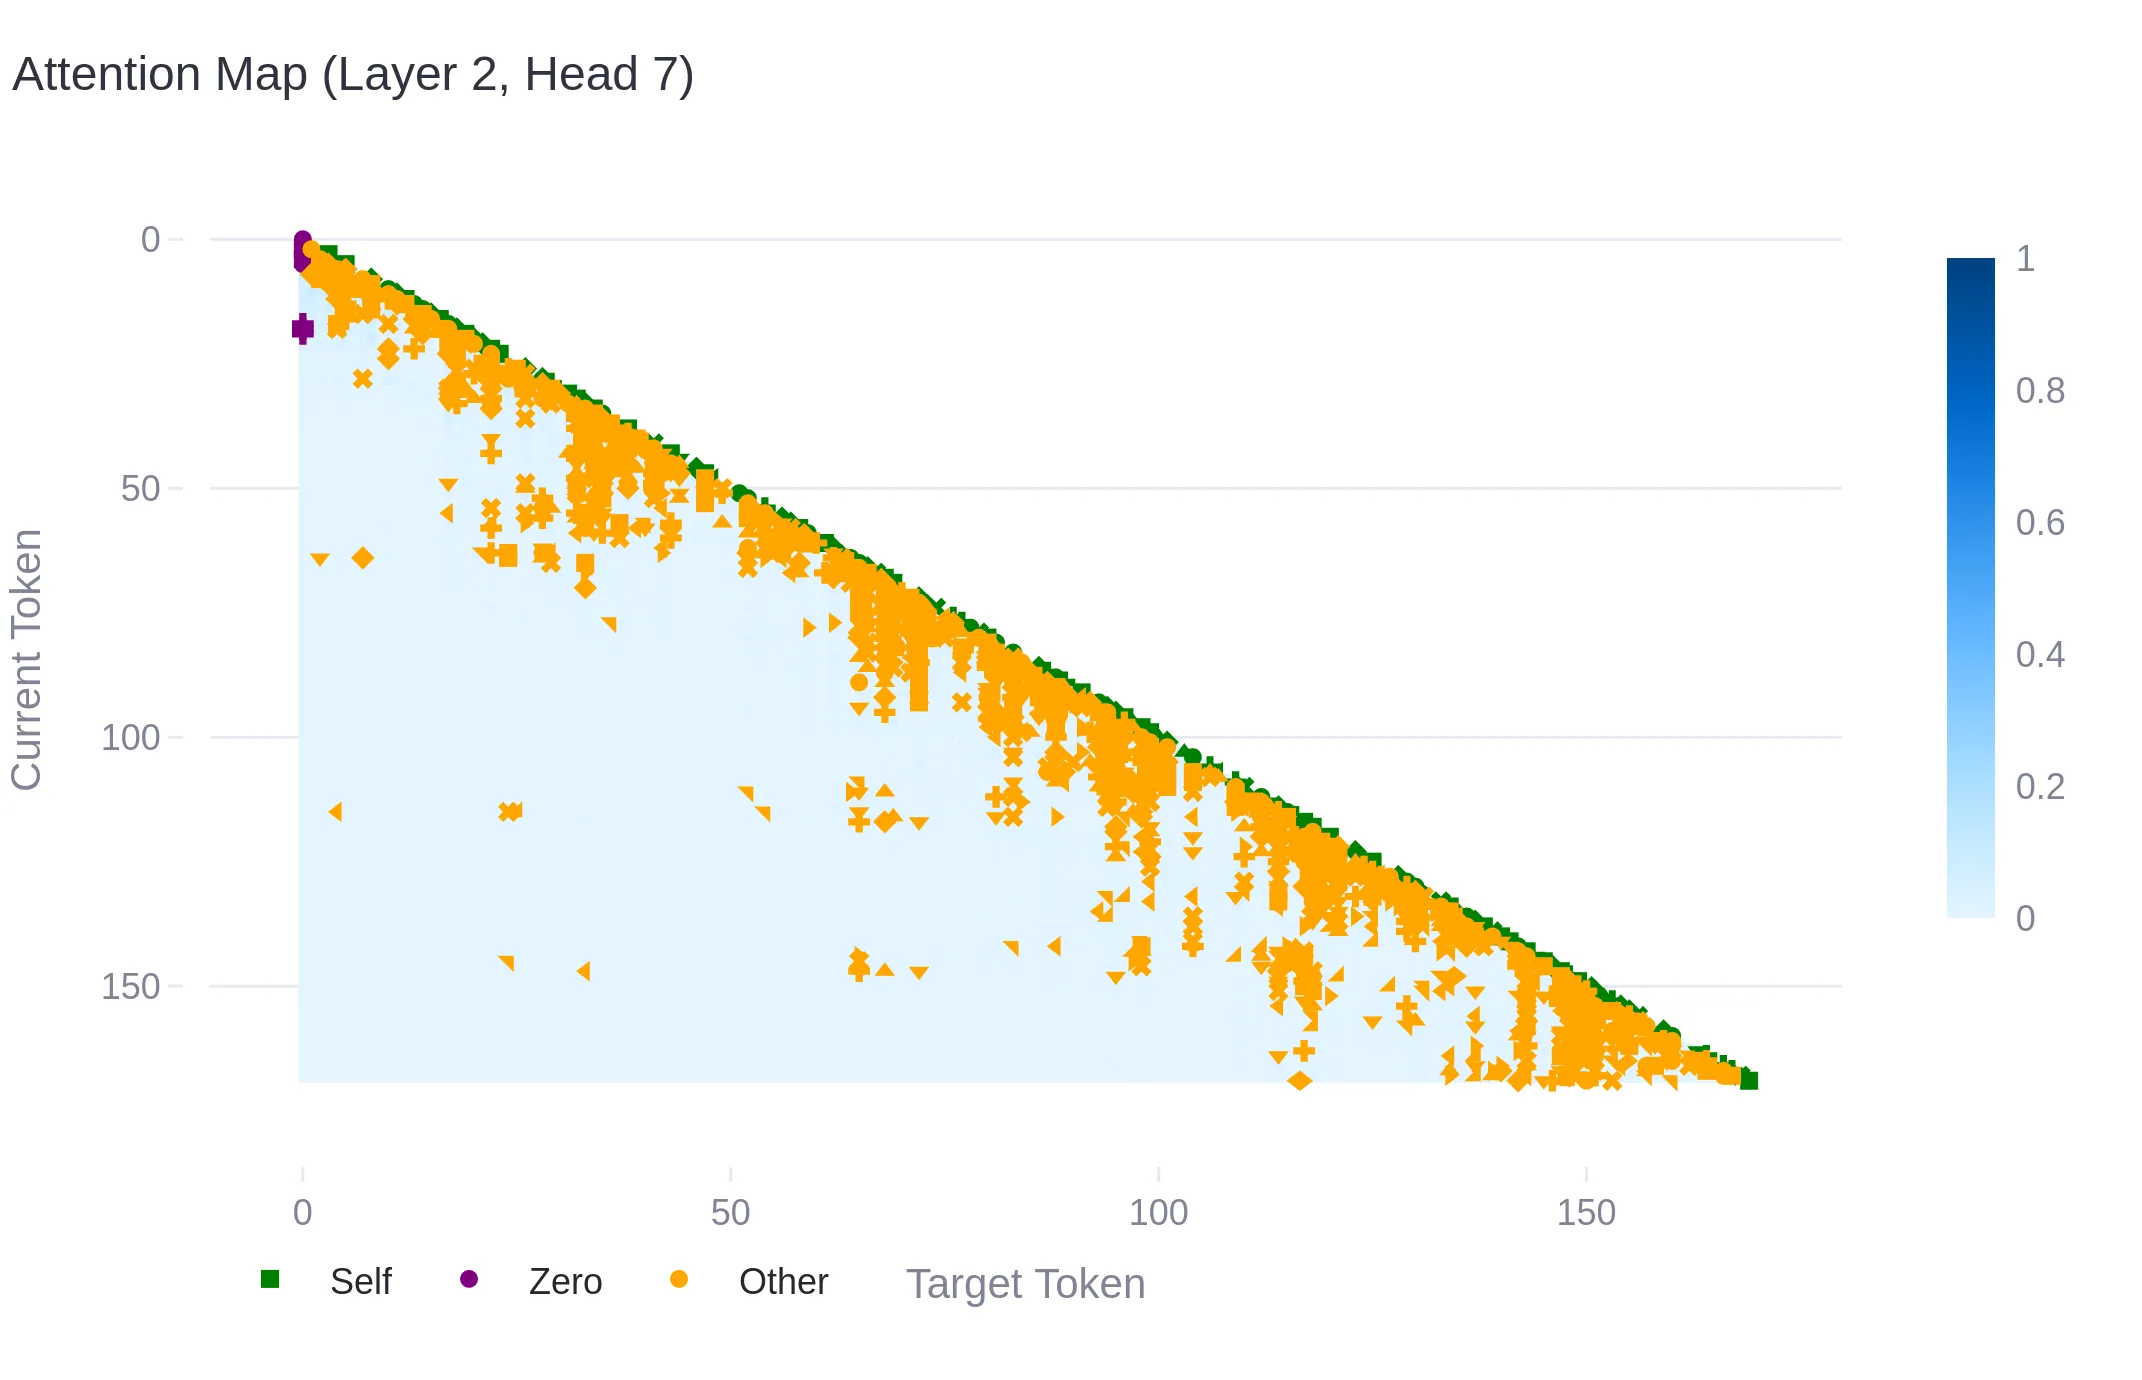 Attention Map (Layer 2, Head 7)
0
50
100
150
Current Token
1
0.8
0.6
0.4
0.2
0
0 50 100 150
Self Zero Other Target Token